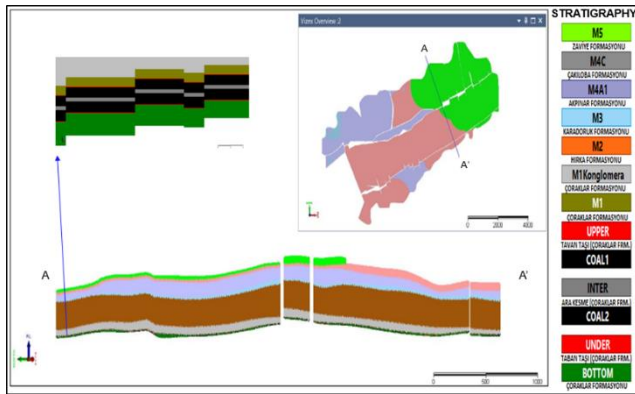 Views Overview :2
A
A'
0 2000 4000
A
A'
0 500 1000
STRATIGRAPHY
M5
ZAVİYE FORMASYONU
M4C
ÇAKILOBA FORMASYONU
M4A1
AKPINAR FORMASYONU
M3
KARADORUK FORMASYONU
M2
HIRKA FORMASYONU
M1Konglomera
ÇORAKLAR FORMASYONU
M1
ÇORAKLAR FORMASYONU
UPPER
TAVAN TAŞI (ÇORAKLAR FRM.)
COAL1
INTER
ARA KESME (ÇORAKLAR FRM.)
COAL2
UNDER
TABAN TAŞI (ÇORAKLAR FRM.)
BOTTOM
ÇORAKLAR FORMASYONU